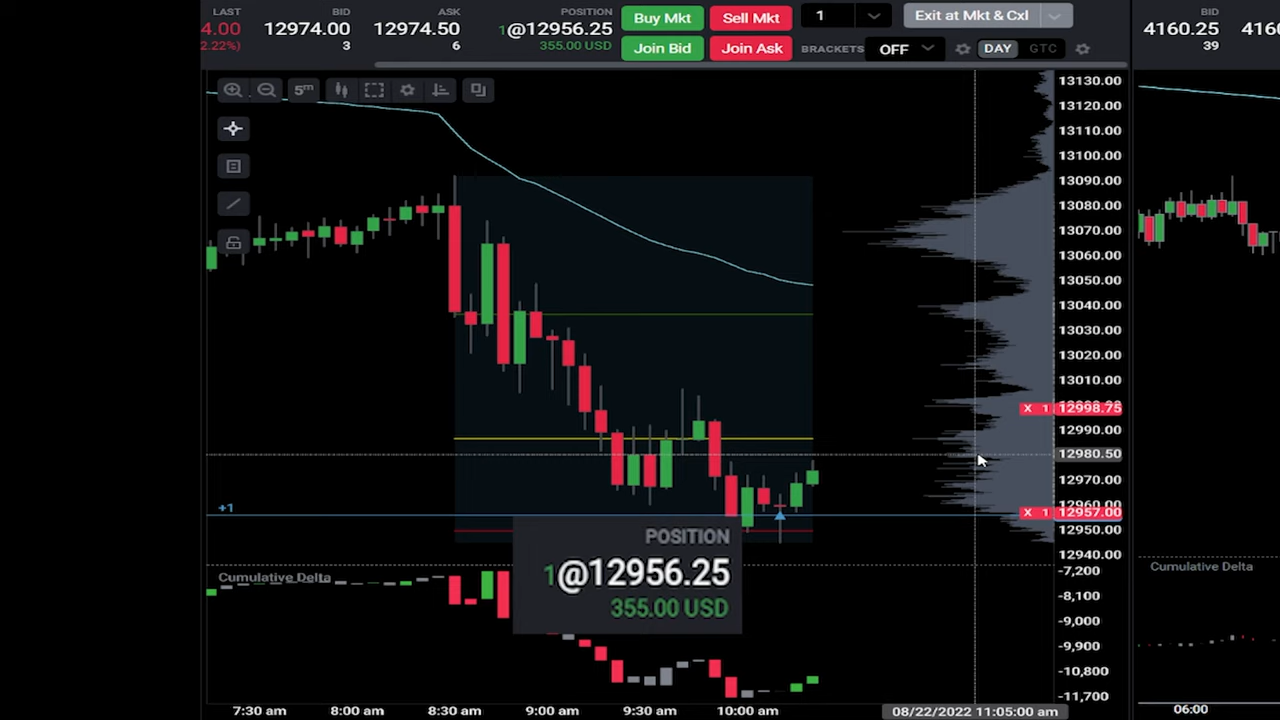 LAST BID ASK POSITION
4.00 12974.00 12974.50 1@12956.25
2.22%) 3 6 355.00 USD
Buy Mkt Sell Mkt 1 Exit at Mkt & Cxl
Join Bid Join Ask BRACKETS OFF DAY GTC
BID
4160.25 4160
39
5m
13130.00
13120.00
13110.00
13100.00
13090.00
13080.00
13070.00
13060.00
13050.00
13040.00
13030.00
13020.00
13010.00
X 1 12998.75
12990.00
12980.50
12970.00
12960.00
+1
X 1 12957.00
12950.00
12940.00
POSITION
1@12956.25
355.00 USD
Cumulative Delta
-7,200
-8,100
-9,000
-9,900
-10,800
-11,700
Cumulative Delta
7:30 am 8:00 am 8:30 am 9:00 am 9:30 am 10:00 am 08/22/2022 11:05:00 am 06:00